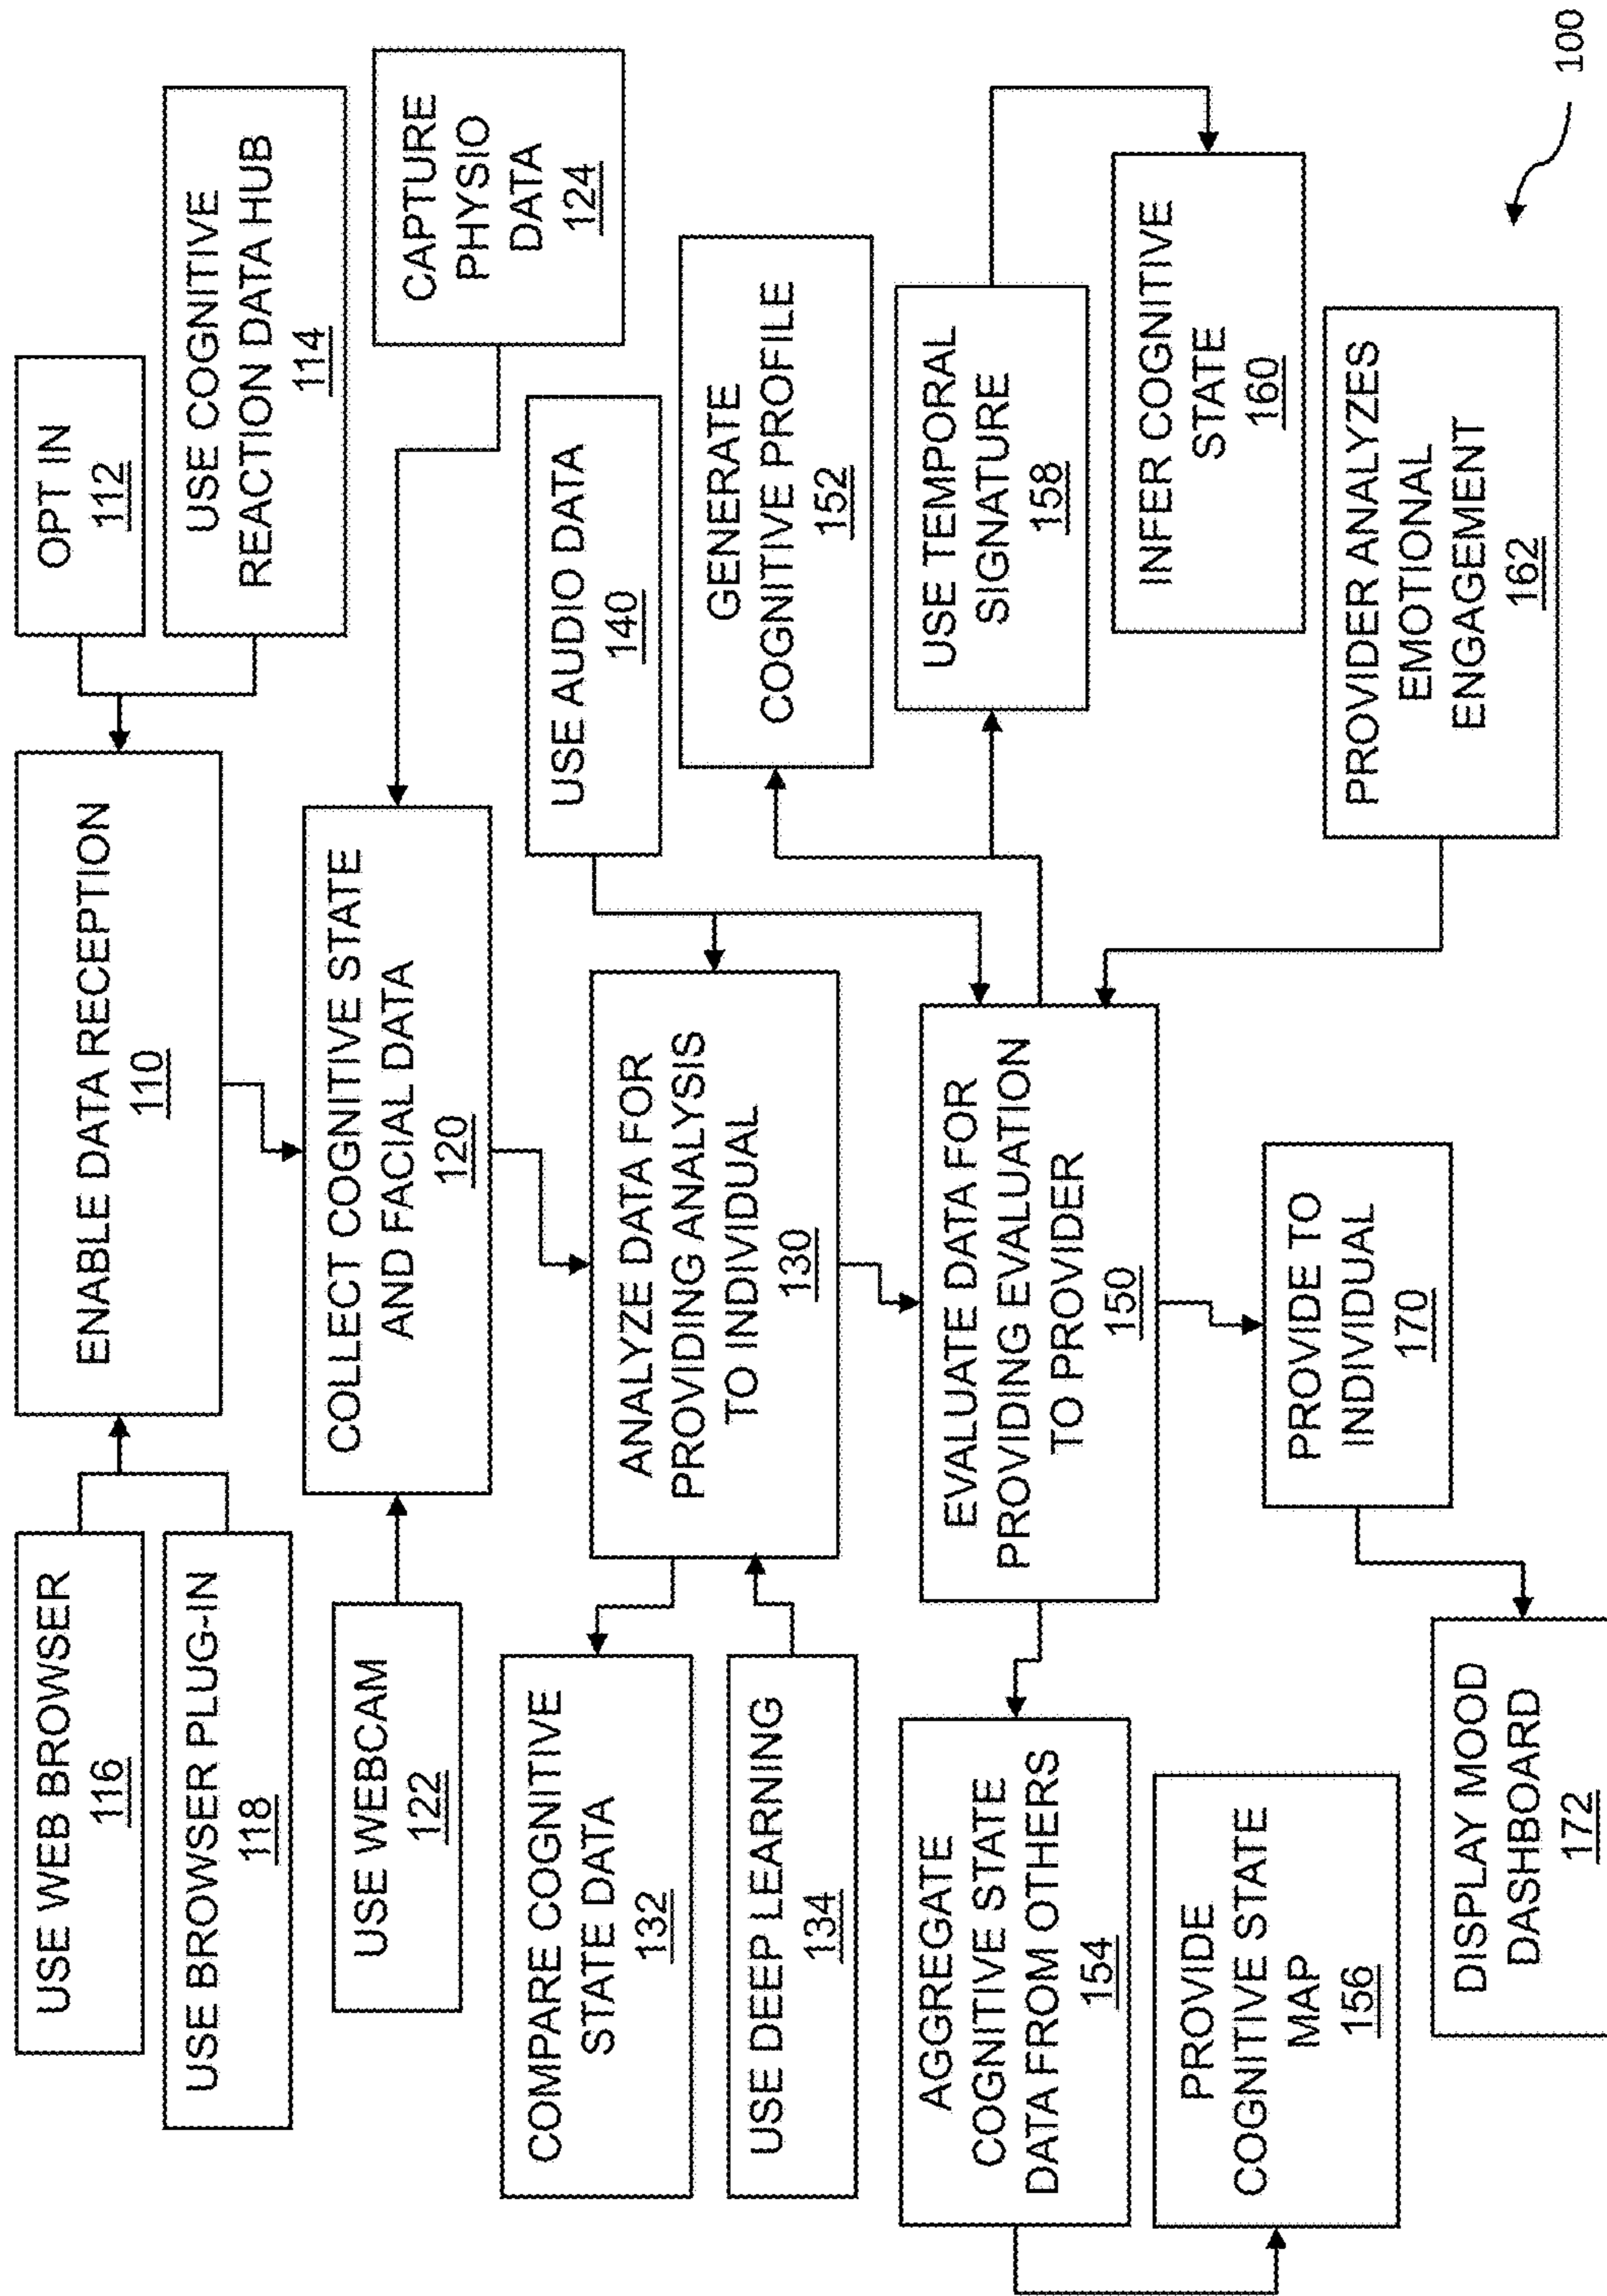 USE WEB BROWSER
116
USE BROWSER PLUG-IN
118
ENABLE DATA RECEPTION
110
OPT IN
112
USE COGNITIVE
REACTION DATA HUB
114
USE WEBCAM
122
COLLECT COGNITIVE STATE
AND FACIAL DATA
120
CAPTURE
PHYSIO
DATA
124
COMPARE COGNITIVE
STATE DATA
132
USE DEEP LEARNING
134
ANALYZE DATA FOR
PROVIDING ANALYSIS
TO INDIVIDUAL
130
USE AUDIO DATA
140
GENERATE
COGNITIVE PROFILE
152
AGGREGATE
COGNITIVE STATE
DATA FROM OTHERS
154
PROVIDE
COGNITIVE STATE
MAP
156
EVALUATE DATA FOR
PROVIDING EVALUATION
TO PROVIDER
150
USE TEMPORAL
SIGNATURE
158
INFER COGNITIVE
STATE
160
PROVIDER ANALYZES
EMOTIONAL
ENGAGEMENT
162
PROVIDE TO
INDIVIDUAL
170
DISPLAY MOOD
DASHBOARD
172
100